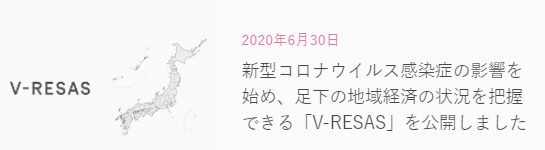 V-RESAS
2020年6月30日
新型コロナウイルス感染症の影響を
始め、足下の地域経済の状況を把握
できる「V-RESAS」を公開しました